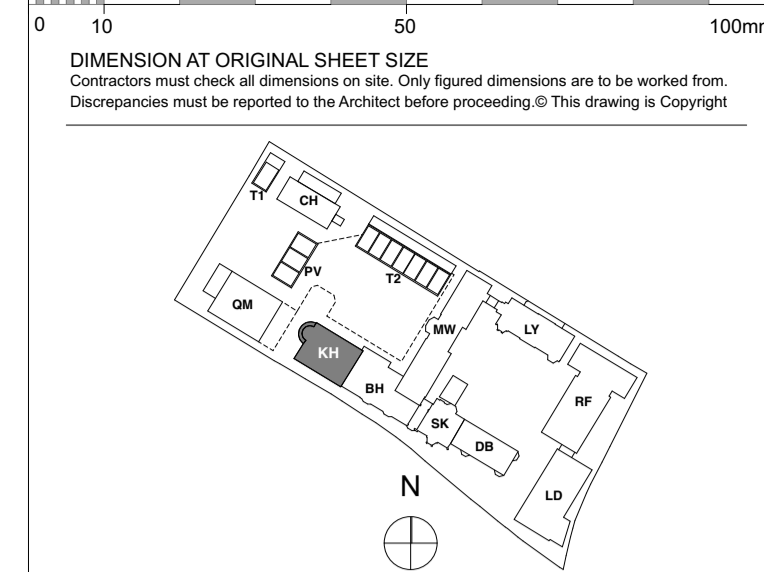 0 10 50 100mm
DIMENSION AT ORIGINAL SHEET SIZE
Contractors must check all dimensions on site. Only figured dimensions are to be worked from.
Discrepancies must be reported to the Architect before proceeding.© This drawing is Copyright
T1
CH
PV
T2
QM
MW
LY
KH
BH
RF
SK
DB
LD
N